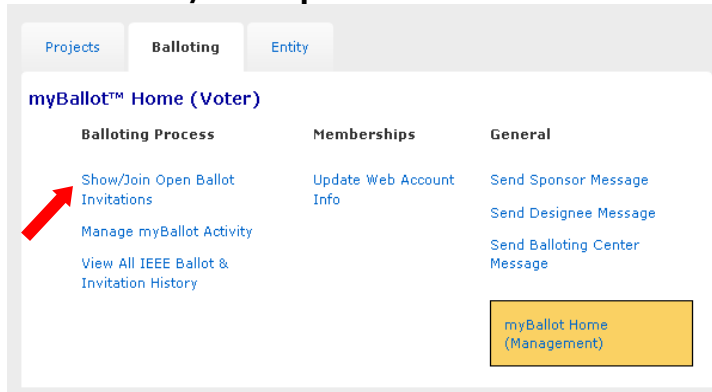 Projects
Balloting
Entity
myBallot™ Home (Voter)
Balloting Process
Show/Join Open Ballot
Invitations
Manage myBallot Activity
View All IEEE Ballot &
Invitation History
Memberships
Update Web Account
Info
General
Send Sponsor Message
Send Designee Message
Send Balloting Center
Message
myBallot Home
(Management)